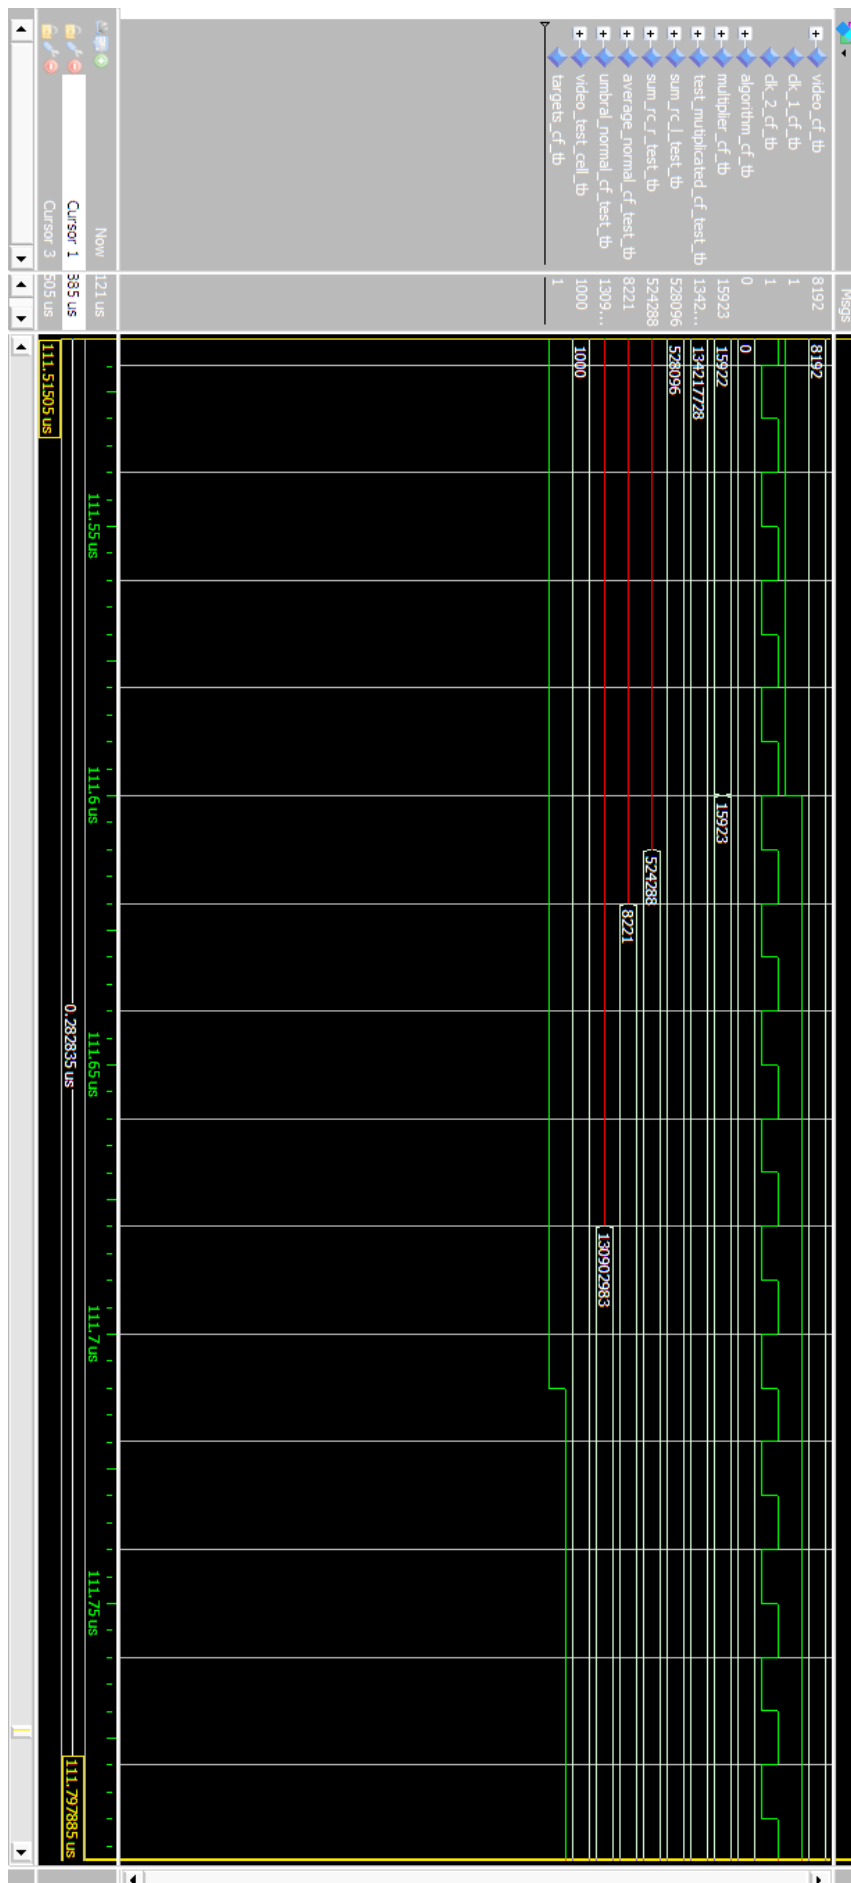 Msgs
video_cf_tb 8192 8192
clk_1_cf_tb 1
clk_2_cf_tb 1
algorithm_cf_tb 0 0
multiplier_cf_tb 15923 15922 15923
test_mutiplicated_cf_test_tb 1342... 134217728
sum_rc_l_test_tb 528096 528096
sum_rc_r_test_tb 524288 524288
average_normal_cf_test_tb 8221 8221
umbral_normal_cf_test_tb 1309... 130902983
video_test_cell_tb 1000 1000
targets_cf_tb 1
Now 121 us 111.55 us 111.6 us 111.65 us 111.7 us 111.75 us
Cursor 1 385 us 0.282835 us 111.797885 us
Cursor 3 505 us 111.51505 us